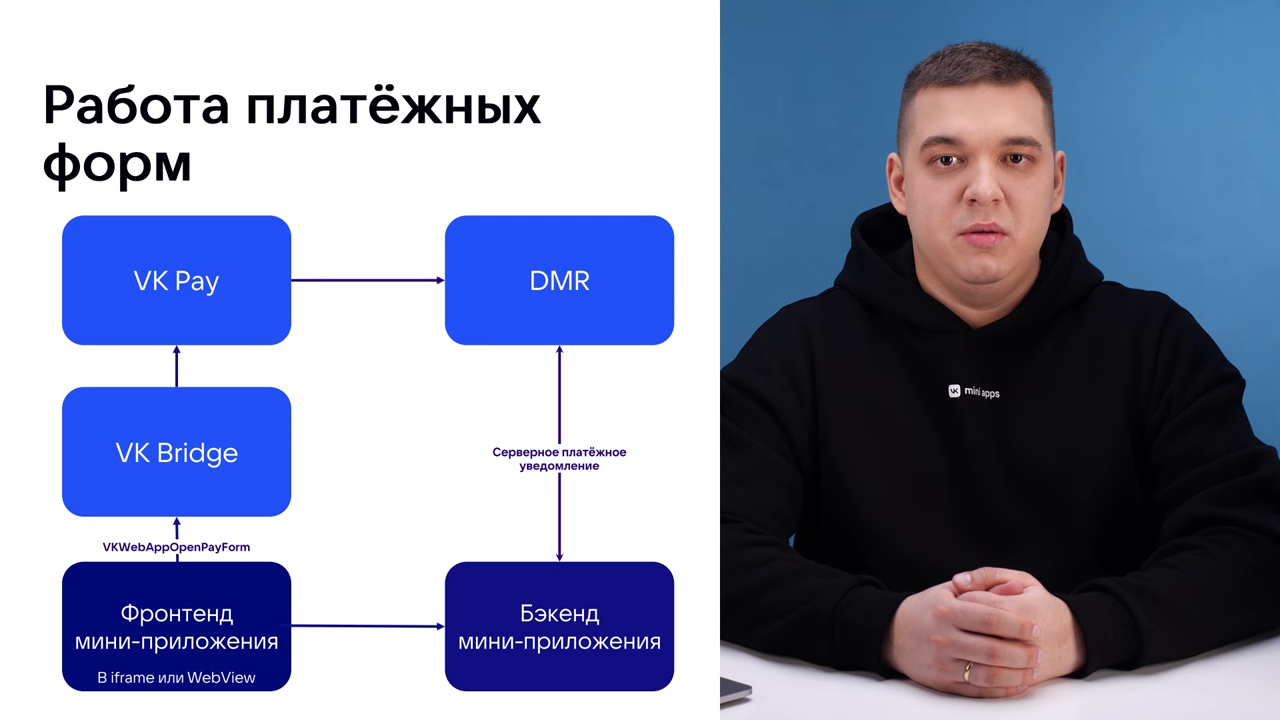 Работа платёжных
форм
VK Pay
DMR
VK Bridge
Серверное платёжное
уведомление
VKWebAppOpenPayForm
Фронтенд
мини-приложения
В iframe или WebView
Бэкенд
мини-приложения
VK mini apps